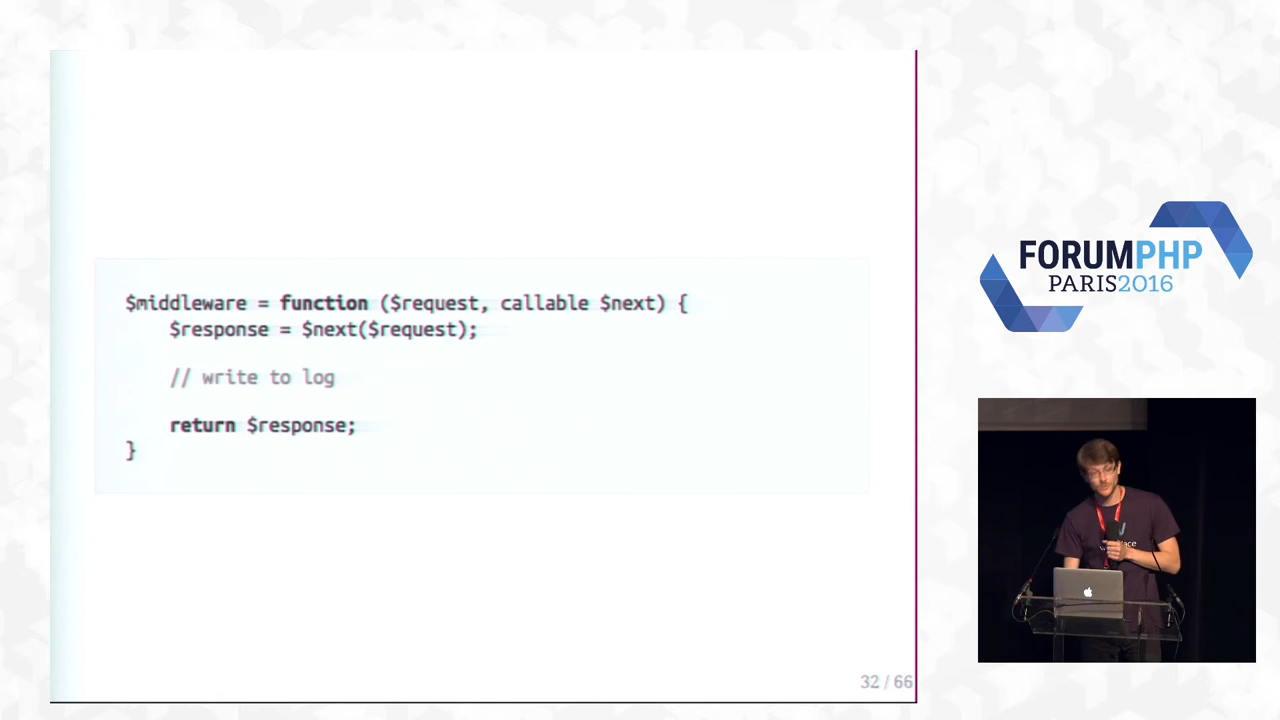 $middleware = function ($request, callable $next) {
    $response = $next($request);
    // write to log
    return $response;
}
32 / 66
FORUMPHP
PARIS2016